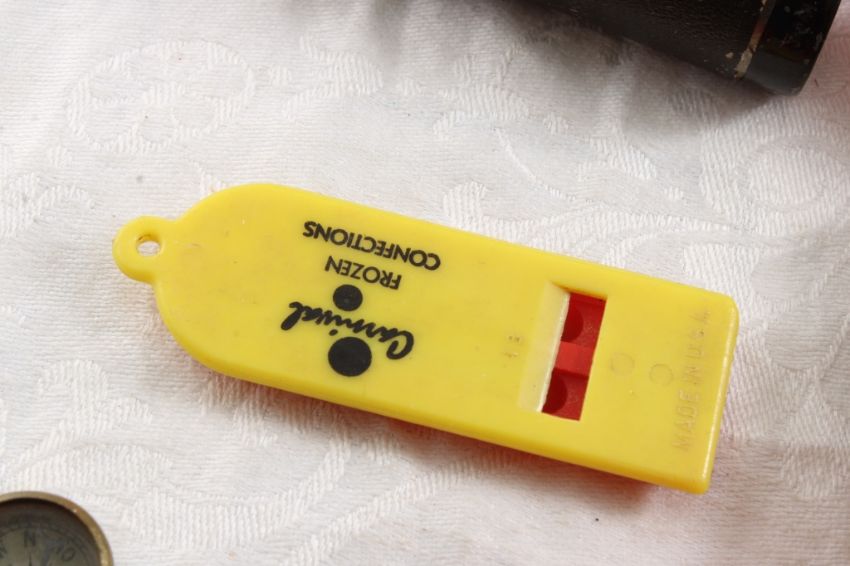 Carnival
FROZEN
CONFECTIONS
MADE IN U.S.A.
N